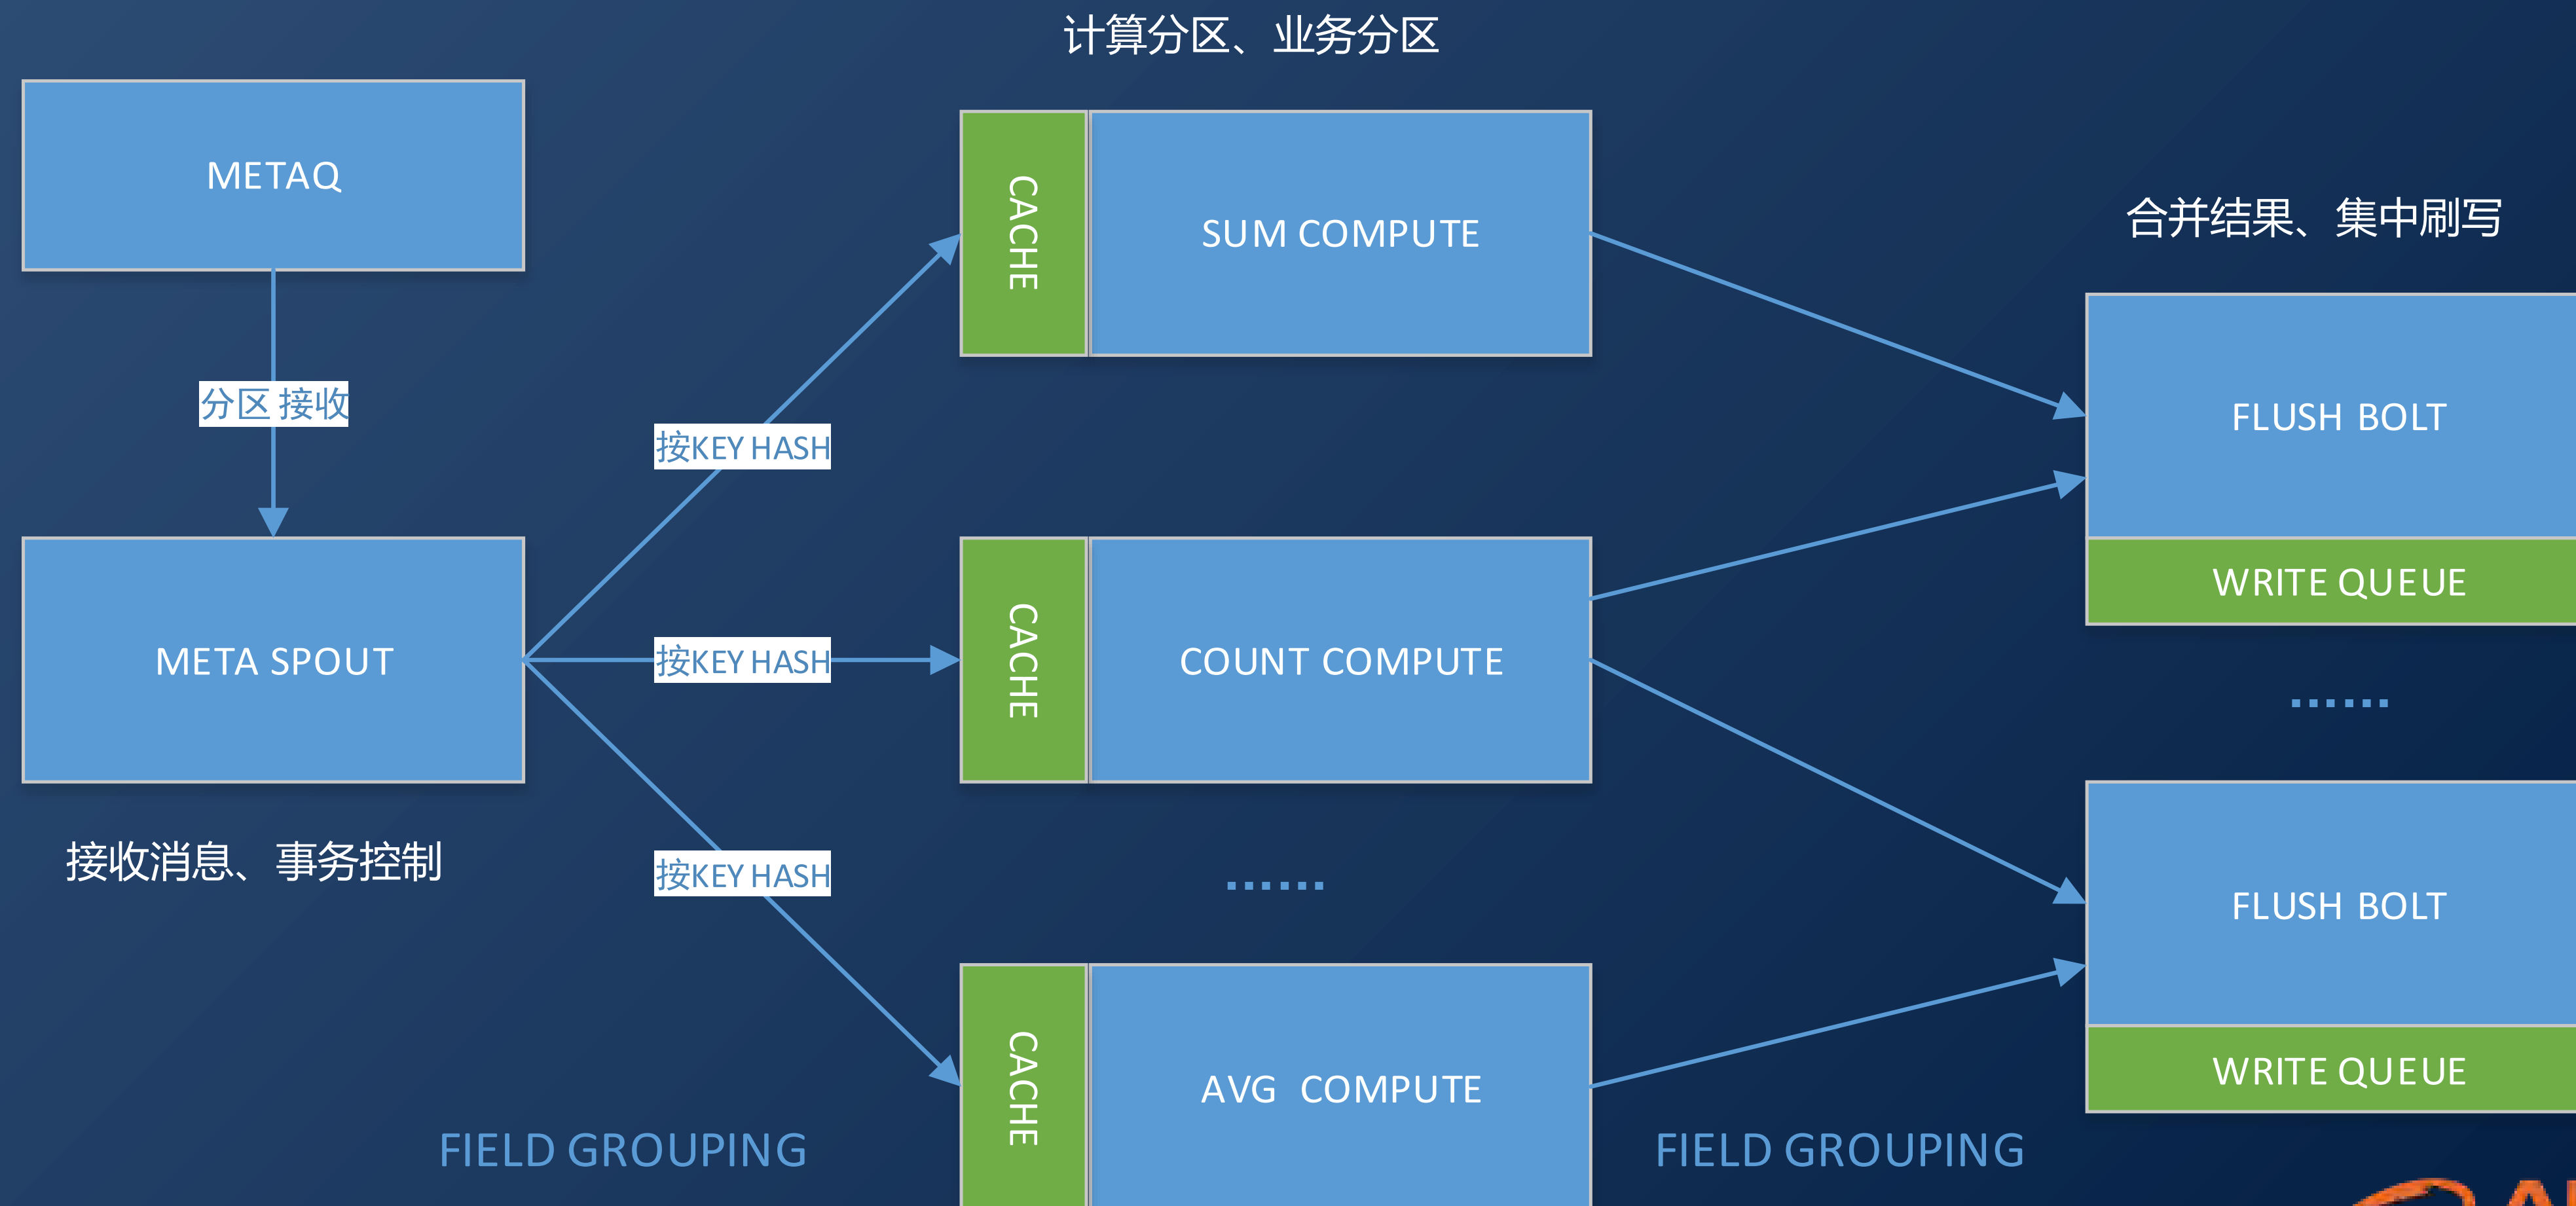 计算分区、业务分区
METAQ
CACHE
SUM COMPUTE
合并结果、集中刷写
分区接收
按KEY HASH
FLUSH BOLT
WRITE QUEUE
META SPOUT
按KEY HASH
CACHE
COUNT COMPUTE
......
接收消息、事务控制
按KEY HASH
......
FLUSH BOLT
WRITE QUEUE
CACHE
AVG COMPUTE
FIELD GROUPING
FIELD GROUPING